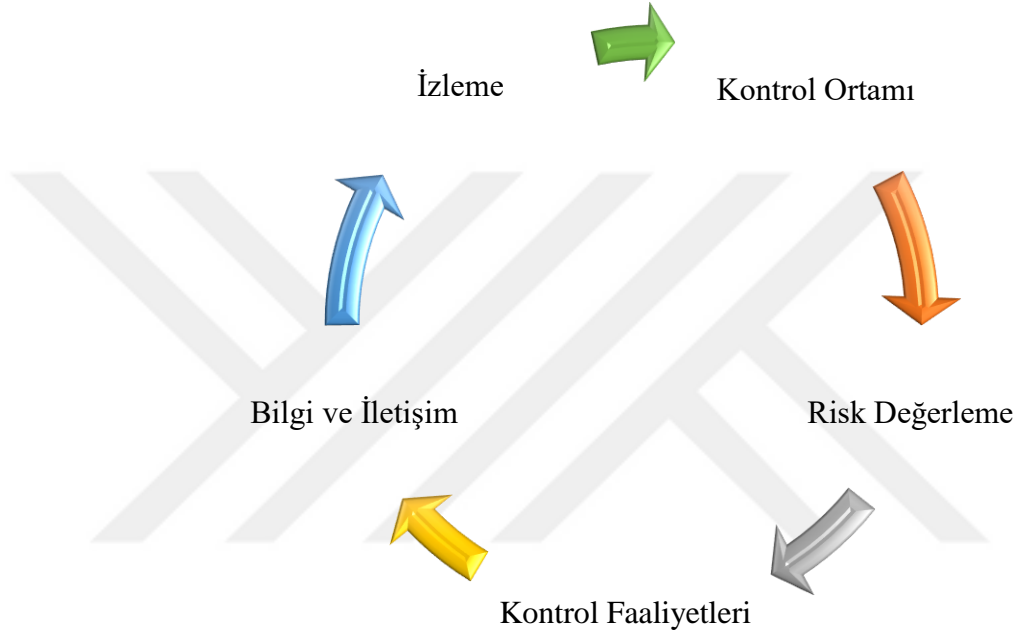 İzleme
Kontrol Ortamı
Bilgi ve İletişim
Risk Değerleme
Kontrol Faaliyetleri